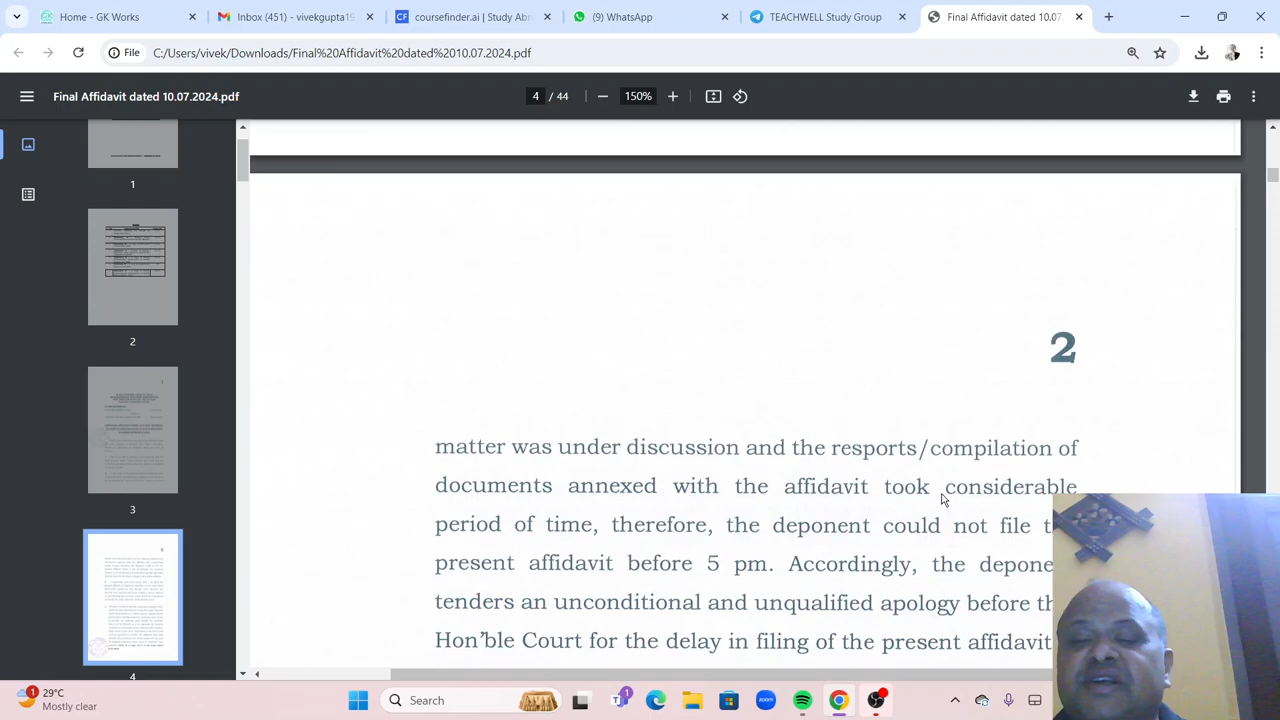 Home - GK Works
Inbox (451) - vivekgupta19
coursefinder.ai| Study Abr
(9) WhatsApp
TEACHWELL Study Group
Final Affidavit dated 10.07.
File
C:/Users/vivek/Downloads/Final%20Affidavit%20dated%2010.07.2024.pdf
Final Affidavit dated 10.07.2024.pdf
4 / 44
150%
1
2
3
4
2
matter was under discussion and the resports/compilation of
documents annexed with the affidavit took considerable
period of time, therefore, the deponent could not file t
present affidavit before 5 pm. Accordingly, the depone
tenders an unconditional and unqualified apology before th
Hon'ble Court for the delay in filing of the present affidavit
1
29°C
Mostly clear
Search
1